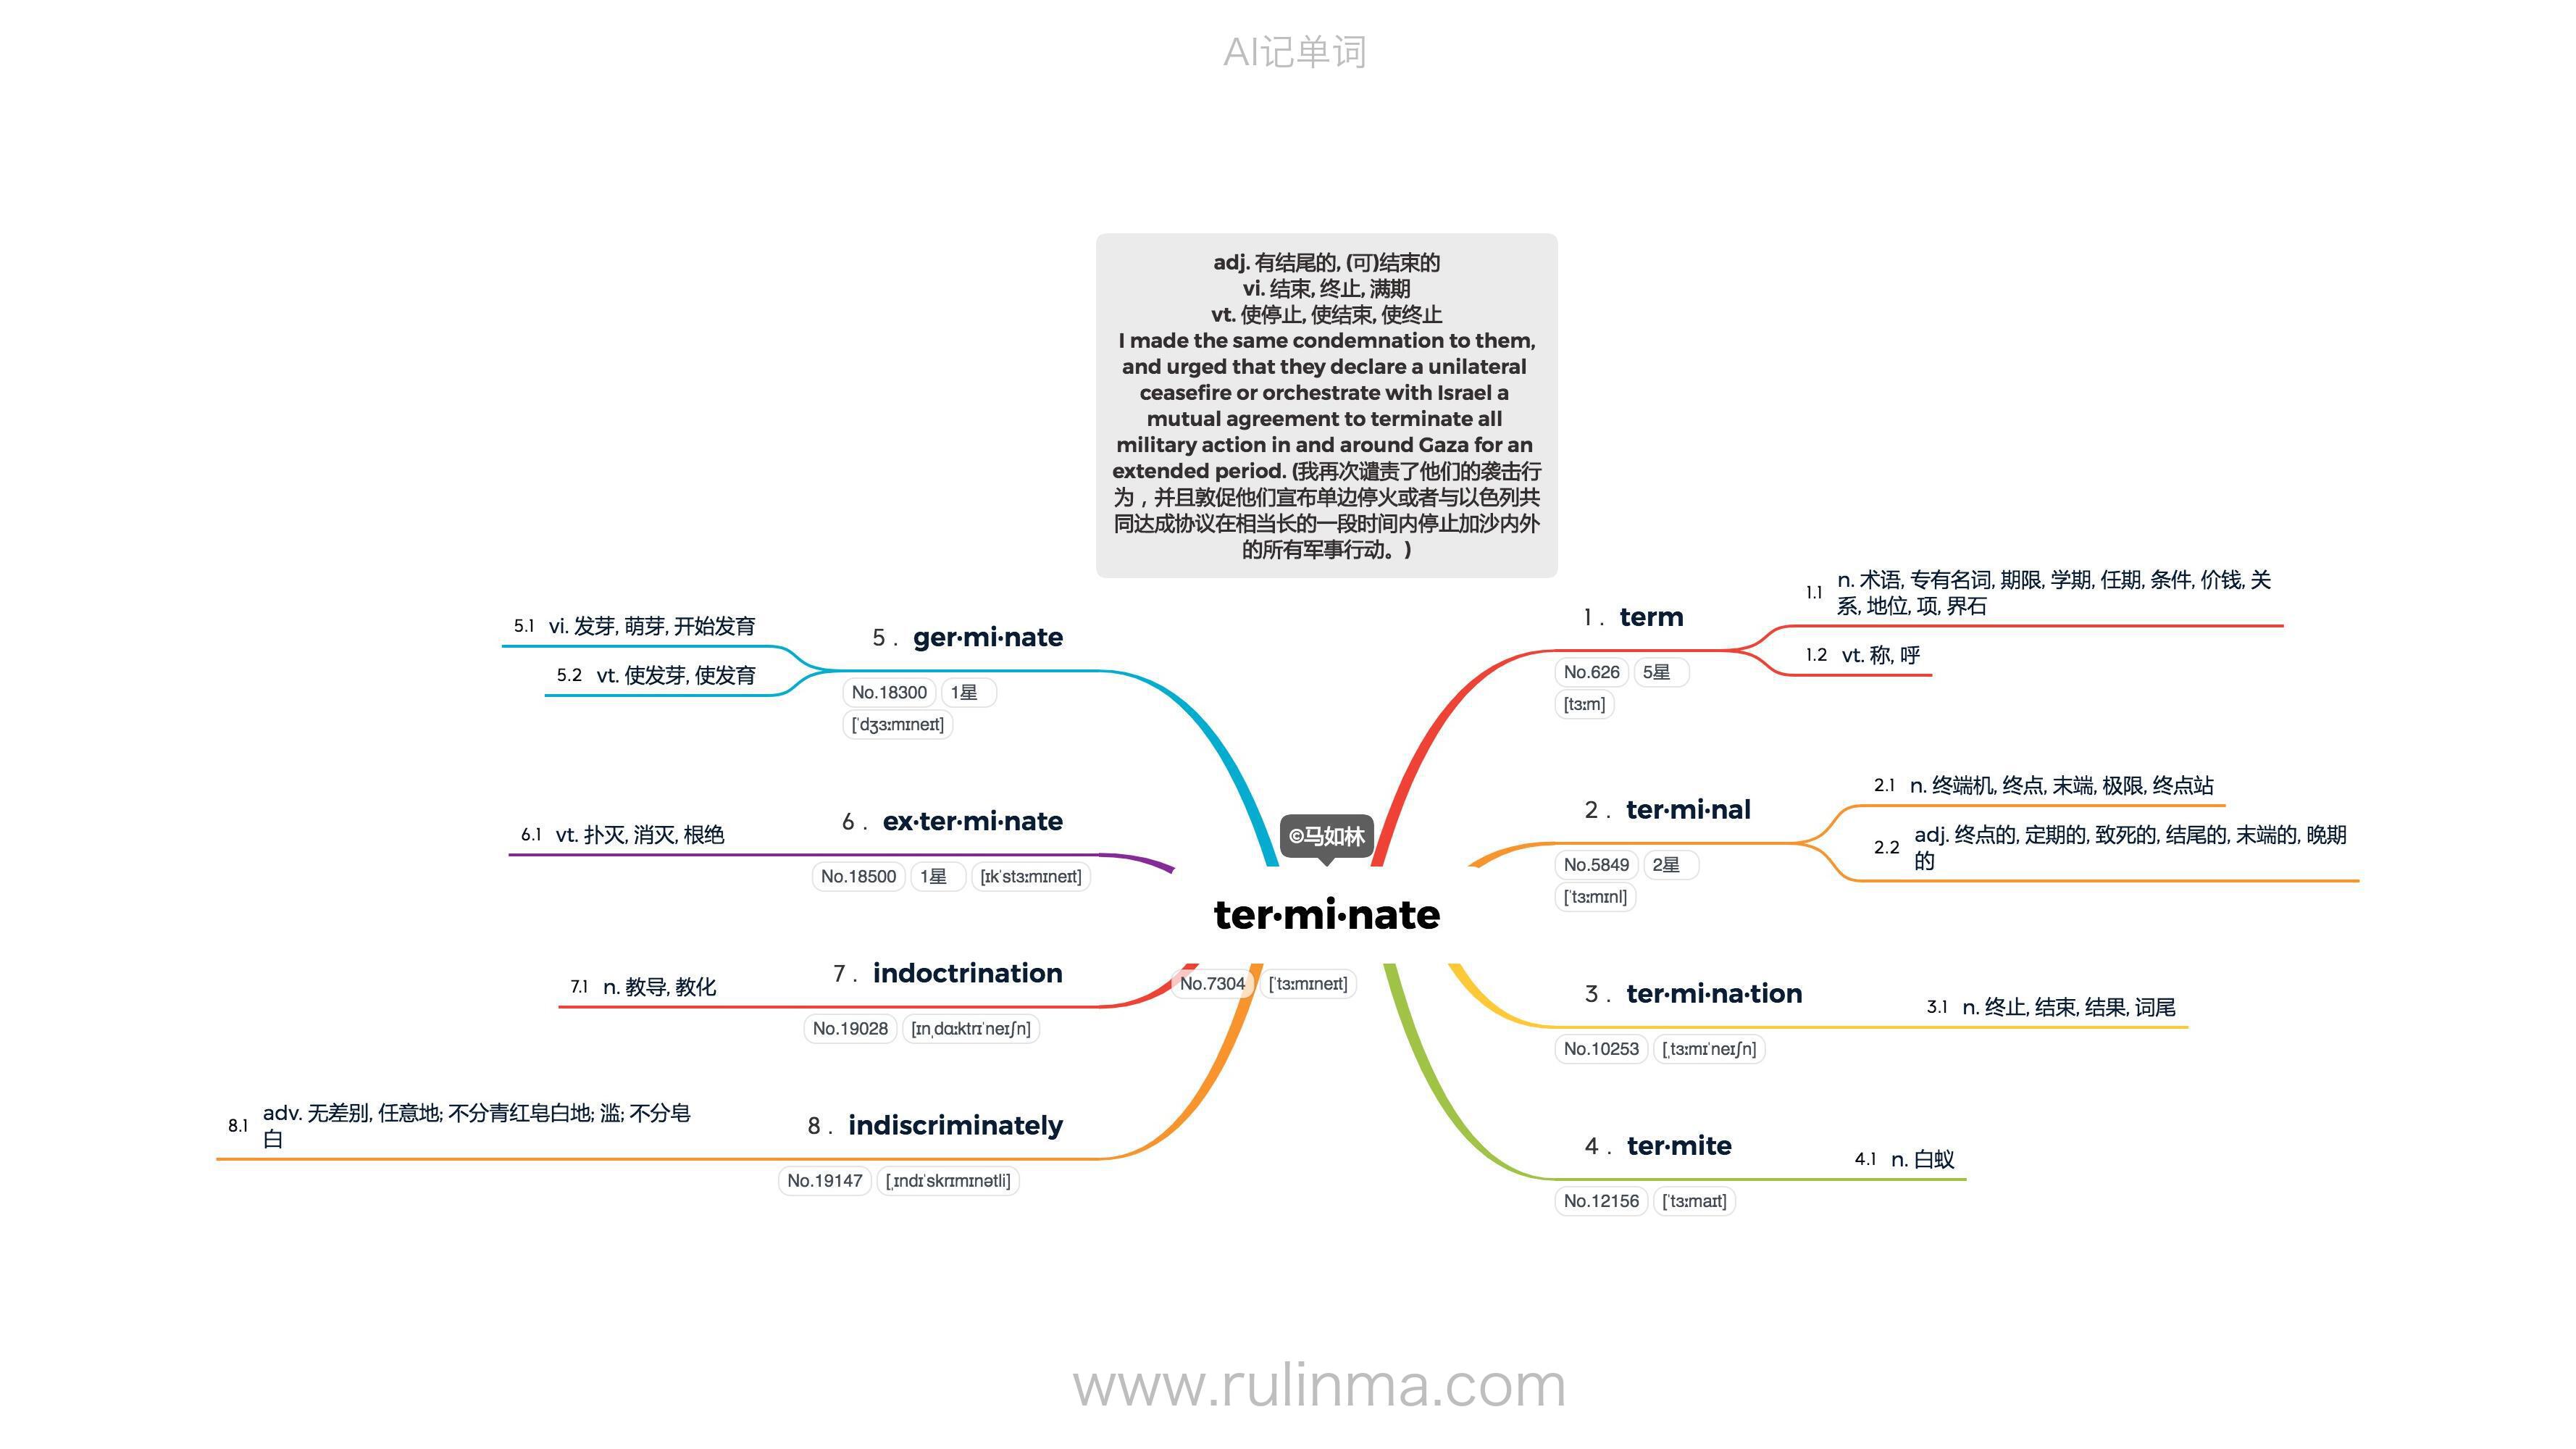 AI记单词
adj. 有结尾的, (可)结束的
vi. 结束, 终止, 满期
vt. 使停止, 使结束, 使终止
I made the same condemnation to them,
and urged that they declare a unilateral
ceasefire or orchestrate with Israel a
mutual agreement to terminate all
military action in and around Gaza for an
extended period. (我再次谴责了他们的袭击行
为，并且敦促他们宣布单边停火或者与以色列共
同达成协议在相当长的一段时间内停止加沙内外
的所有军事行动。)
©马如林
ter·mi·nate
No.7304 [ˈtɜːmɪneɪt]
1 . term
No.626 5星
[tɜːm]
1.1 n. 术语, 专有名词, 期限, 学期, 任期, 条件, 价钱, 关
系, 地位, 项, 界石
1.2 vt. 称, 呼
2 . ter·mi·nal
No.5849 2星
[ˈtɜːmɪnl]
2.1 n. 终端机, 终点, 末端, 极限, 终点站
2.2 adj. 终点的, 定期的, 致死的, 结尾的, 末端的, 晚期
的
3 . ter·mi·na·tion
No.10253 [ˌtɜːmɪˈneɪʃn]
3.1 n. 终止, 结束, 结果, 词尾
4 . ter·mite
No.12156 [ˈtɜːmaɪt]
4.1 n. 白蚁
5 . ger·mi·nate
No.18300 1星
[ˈdʒɜːmɪneɪt]
5.1 vi. 发芽, 萌芽, 开始发育
5.2 vt. 使发芽, 使发育
6 . ex·ter·mi·nate
No.18500 1星 [ɪkˈstɜːmɪneɪt]
6.1 vt. 扑灭, 消灭, 根绝
7 . indoctrination
No.19028 [ɪnˌdɑːktrɪˈneɪʃn]
7.1 n. 教导, 教化
8 . indiscriminately
No.19147 [ˌɪndɪˈskrɪmɪnətli]
8.1 adv. 无差别, 任意地; 不分青红皂白地; 滥; 不分皂
白
www.rulinma.com